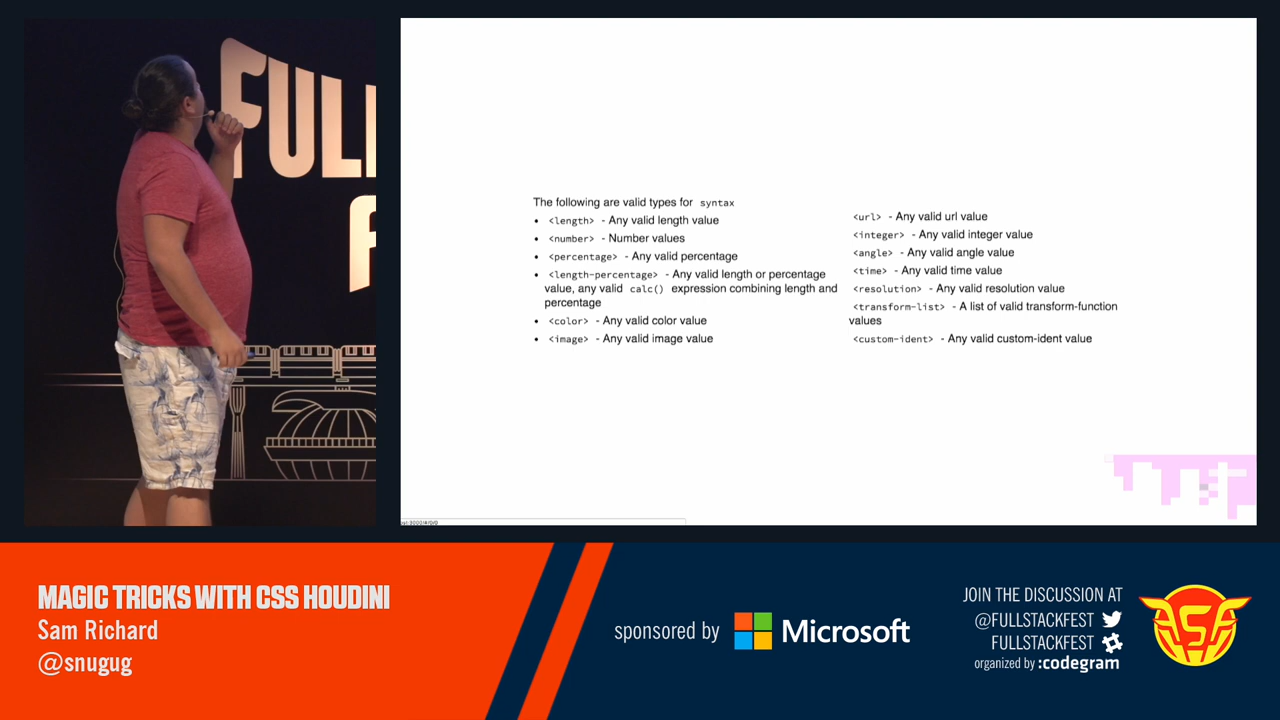 FULL
F
The following are valid types for syntax
• <length> - Any valid length value
• <number> - Number values
• <percentage> - Any valid percentage
• <length-percentage> - Any valid length or percentage
value, any valid calc() expression combining length and
percentage
• <color> - Any valid color value
• <image> - Any valid image value
<url> - Any valid url value
<integer> - Any valid integer value
<angle> - Any valid angle value
<time> - Any valid time value
<resolution> - Any valid resolution value
<transform-list> - A list of valid transform-function
values
<custom-ident> - Any valid custom-ident value
MAGIC TRICKS WITH CSS HOUDINI
Sam Richard
@snugug
sponsored by Microsoft
JOIN THE DISCUSSION AT
@FULLSTACKFEST
FULLSTACKFEST
organized by :codegram
FSF